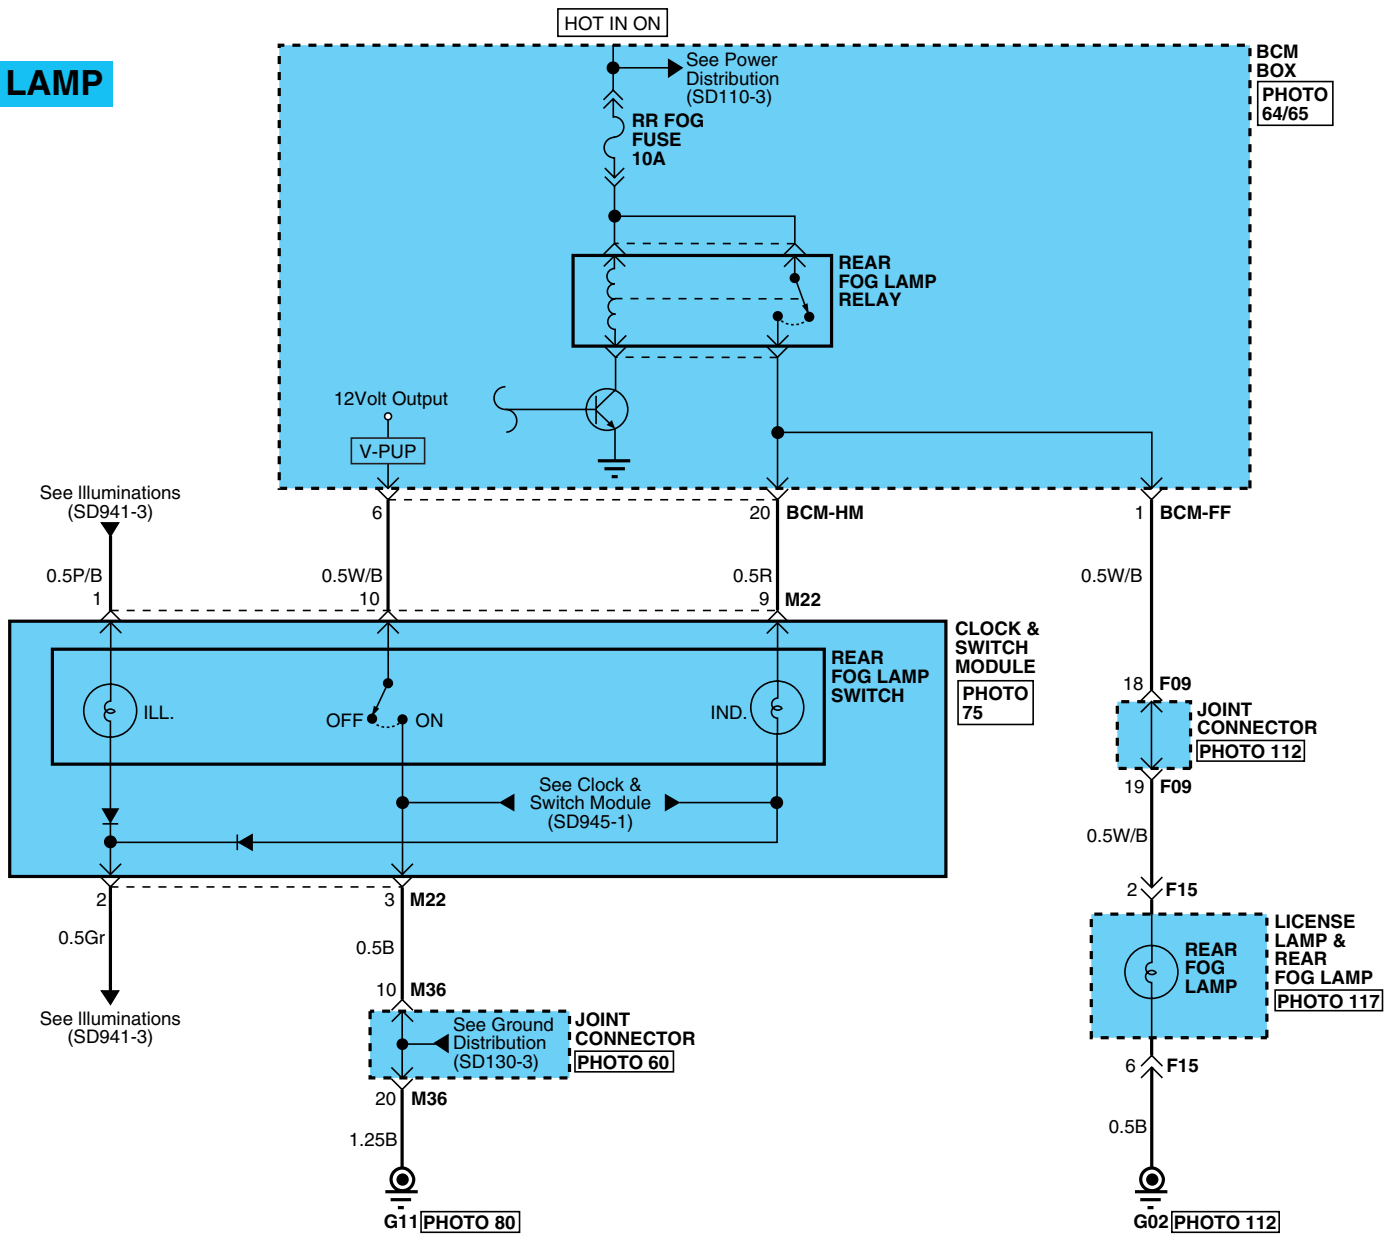 HOT IN ON
LAMP
See Power
Distribution
(SD110-3)
BCM
BOX
PHOTO
64/65
RR FOG
FUSE
10A
REAR
FOG LAMP
RELAY
12Volt Output
V-PUP
See Illuminations
(SD941-3)
6
20 BCM-HM
1 BCM-FF
0.5P/B
0.5W/B
0.5R
0.5W/B
1
10
9 M22
CLOCK &
SWITCH
MODULE
PHOTO
75
REAR
FOG LAMP
SWITCH
ILL.
OFF
ON
IND.
18 F09
JOINT
CONNECTOR
PHOTO 112
19 F09
See Clock &
Switch Module
(SD945-1)
0.5W/B
2
3 M22
2 F15
0.5Gr
0.5B
LICENSE
LAMP &
REAR
FOG LAMP
PHOTO 117
REAR
FOG
LAMP
10 M36
See Illuminations
(SD941-3)
See Ground
Distribution
(SD130-3)
JOINT
CONNECTOR
PHOTO 60
6 F15
20 M36
0.5B
1.25B
G11 PHOTO 80
G02 PHOTO 112